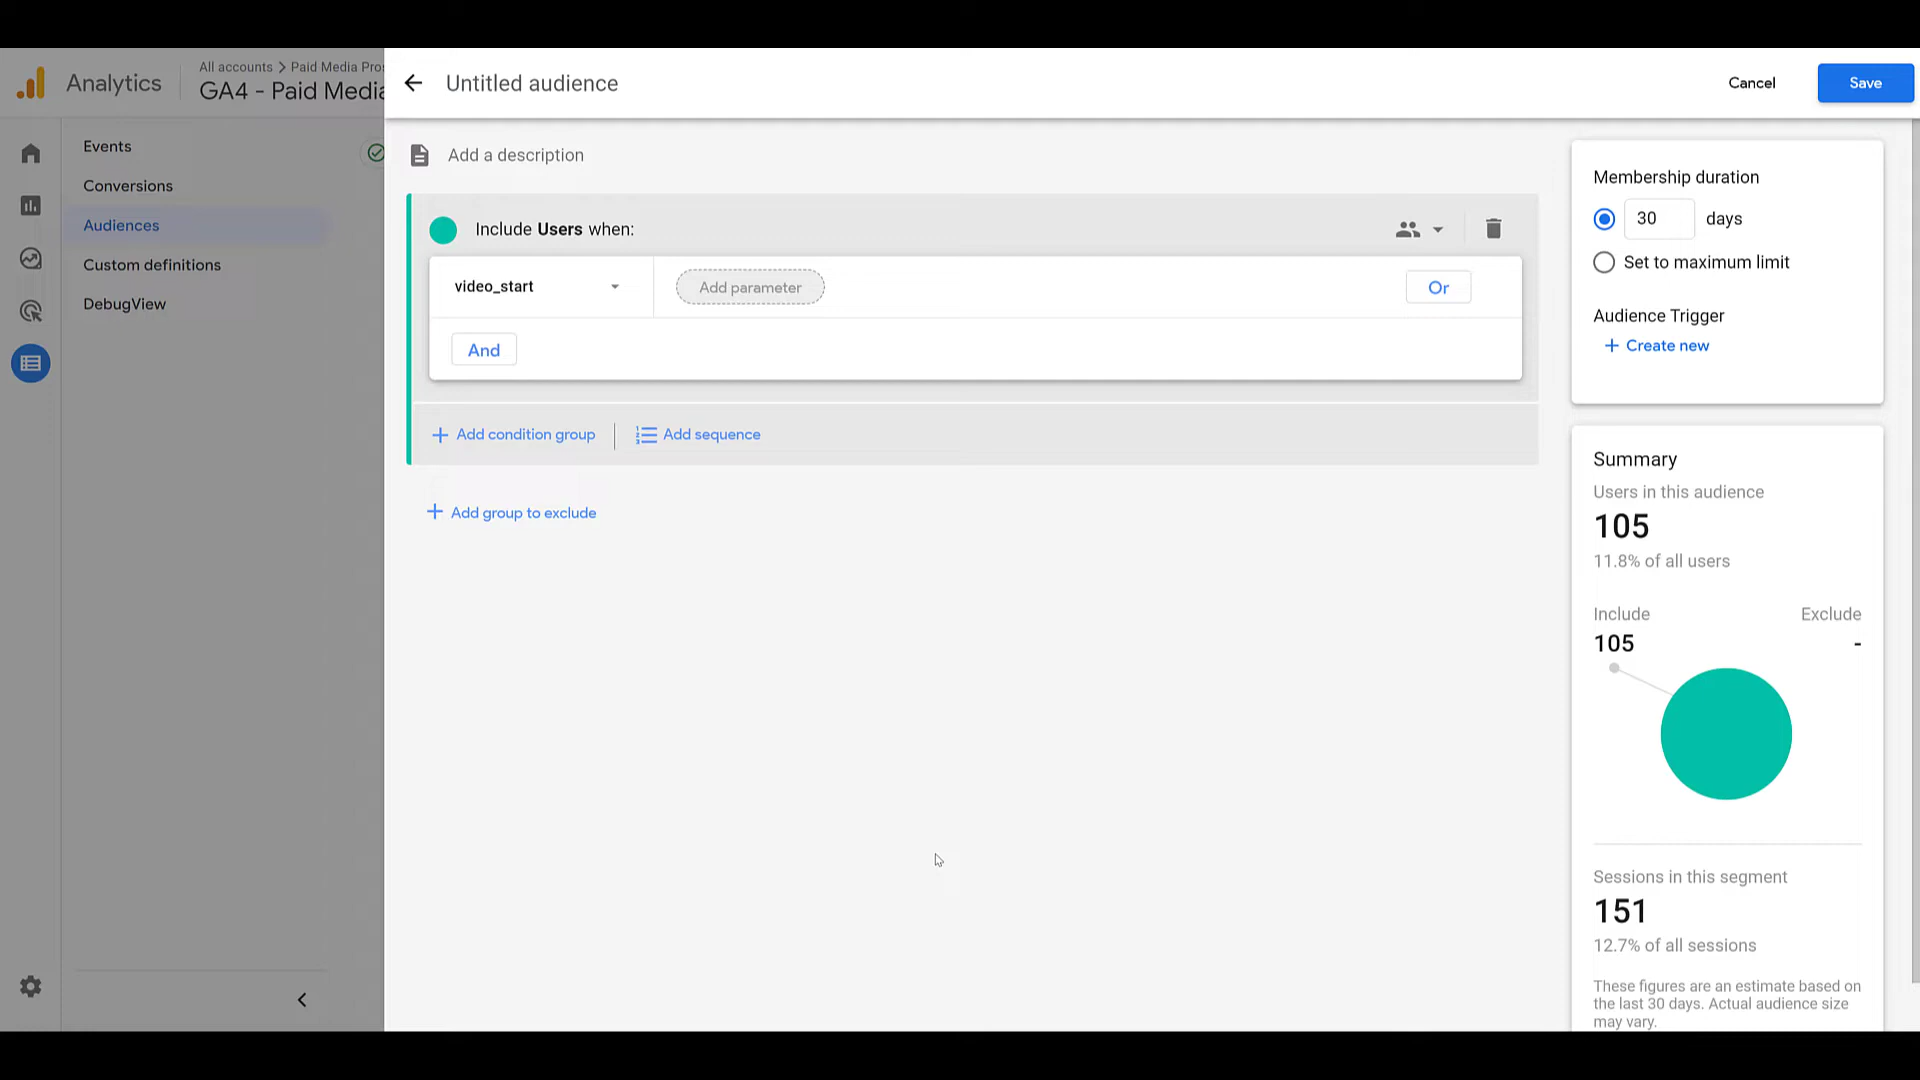 Analytics
All accounts > Paid Media Pros
GA4 - Paid Media
Untitled audience
Cancel
Save
Events
Conversions
Audiences
Custom definitions
DebugView
Add a description
Include Users when:
video_start
Add parameter
Or
And
+ Add condition group
Add sequence
+ Add group to exclude
Membership duration
30 days
Set to maximum limit
Audience Trigger
+ Create new
Summary
Users in this audience
105
11.8% of all users
Include
Exclude
105
-
Sessions in this segment
151
12.7% of all sessions
These figures are an estimate based on
the last 30 days. Actual audience size
may vary.